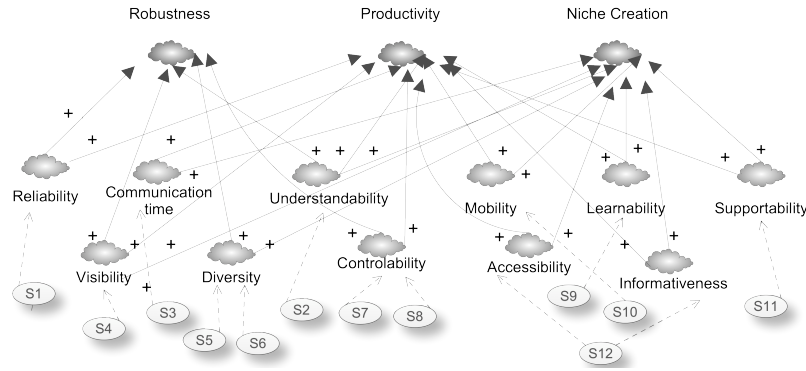 Robustness
Productivity
Niche Creation
+
+
+
+
+
+
+
+
+
+
+
+
+
Reliability
Communication
time
Understandability
Mobility
Learnability
Supportability
+
+
+
+
+
+
+
+
+
+
+
Visibility
Diversity
Controlability
Accessibility
Informativeness
+
S1
S2
S3
S4
S5
S6
S7
S8
S9
S10
S11
S12